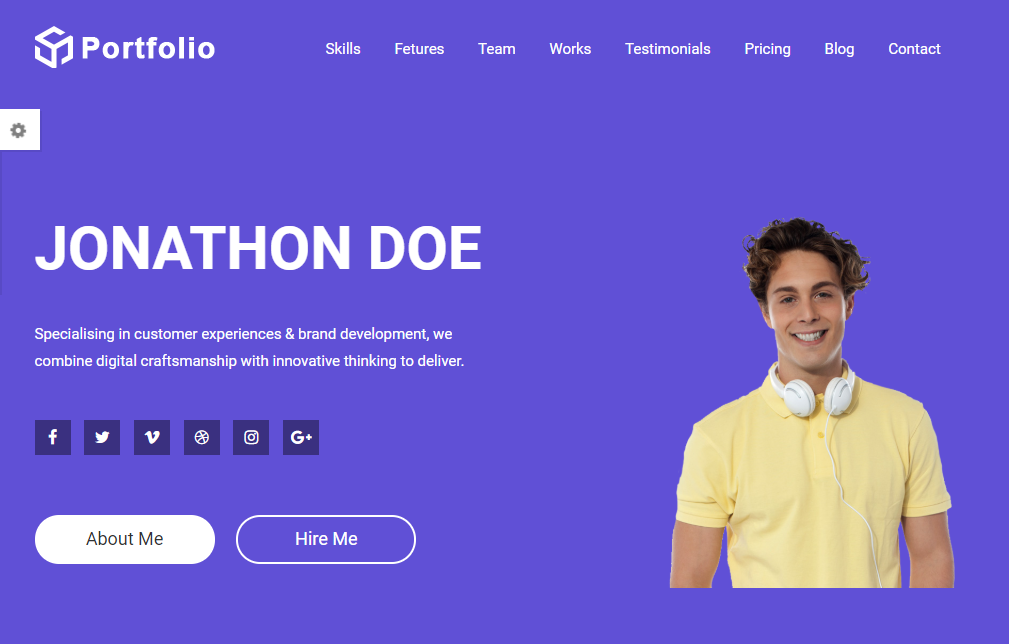 Portfolio
Skills Fetures Team Works Testimonials Pricing Blog Contact
JONATHON DOE
Specialising in customer experiences & brand development, we
combine digital craftsmanship with innovative thinking to deliver.
About Me Hire Me